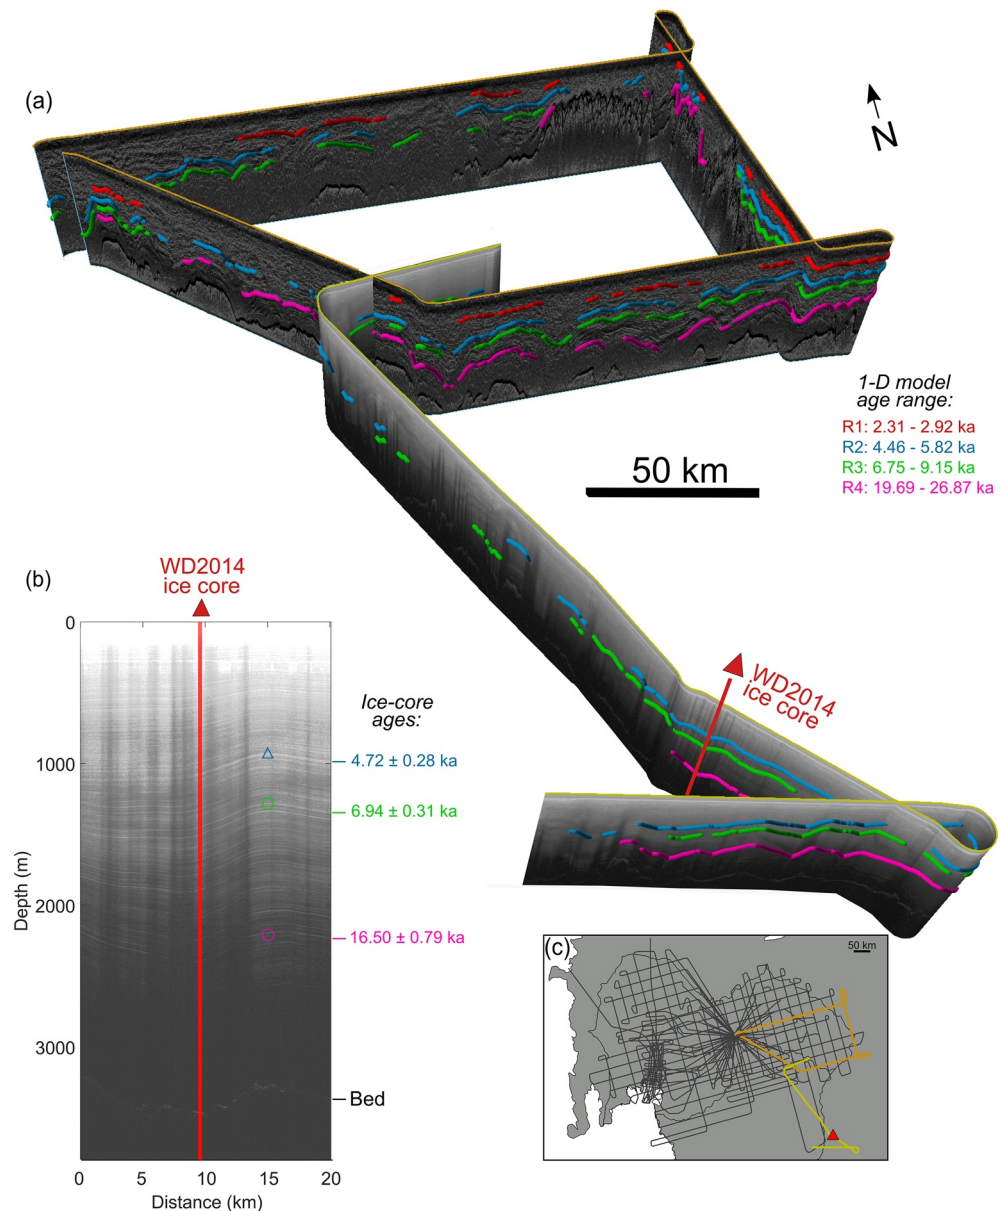 (a)
N
1-D model
age range:
R1: 2.31 - 2.92 ka
R2: 4.46 - 5.82 ka
R3: 6.75 - 9.15 ka
R4: 19.69 - 26.87 ka
50 km
(b)
WD2014
ice core
0
1000
2000
3000
Depth (m)
0
5
10
15
20
Distance (km)
Ice-core
ages:
4.72 ± 0.28 ka
6.94 ± 0.31 ka
16.50 ± 0.79 ka
Bed
WD2014
ice core
(c)
50 km